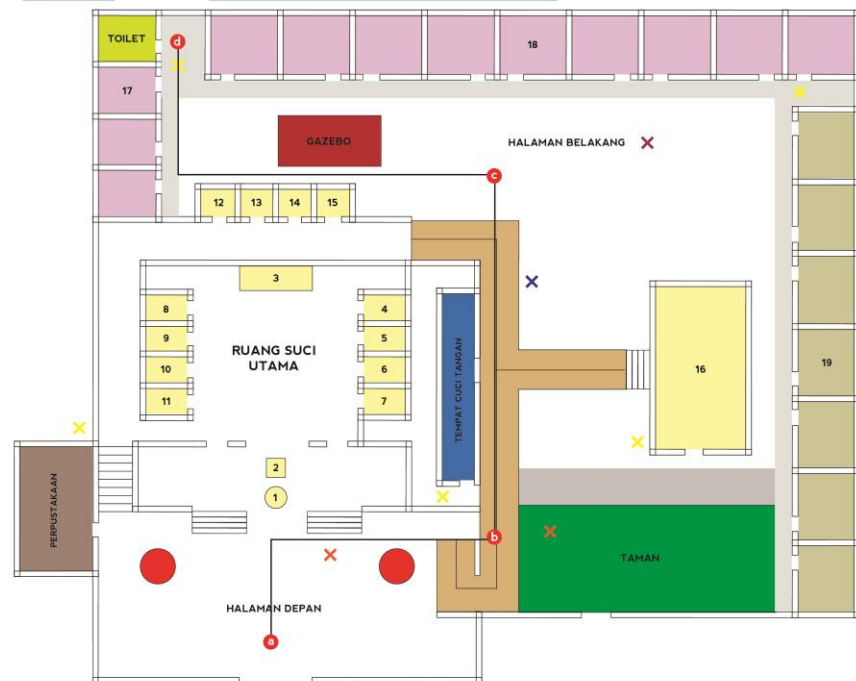 TOILET
d
18
17
GAZEBO
HALAMAN BELAKANG
c
12
13
14
15
3
8
4
9
5
RUANG SUCI
UTAMA
10
6
11
7
TEMPAT CUCI TANGAN
16
19
2
1
PERPUSTAKAAN
b
TAMAN
HALAMAN DEPAN
a